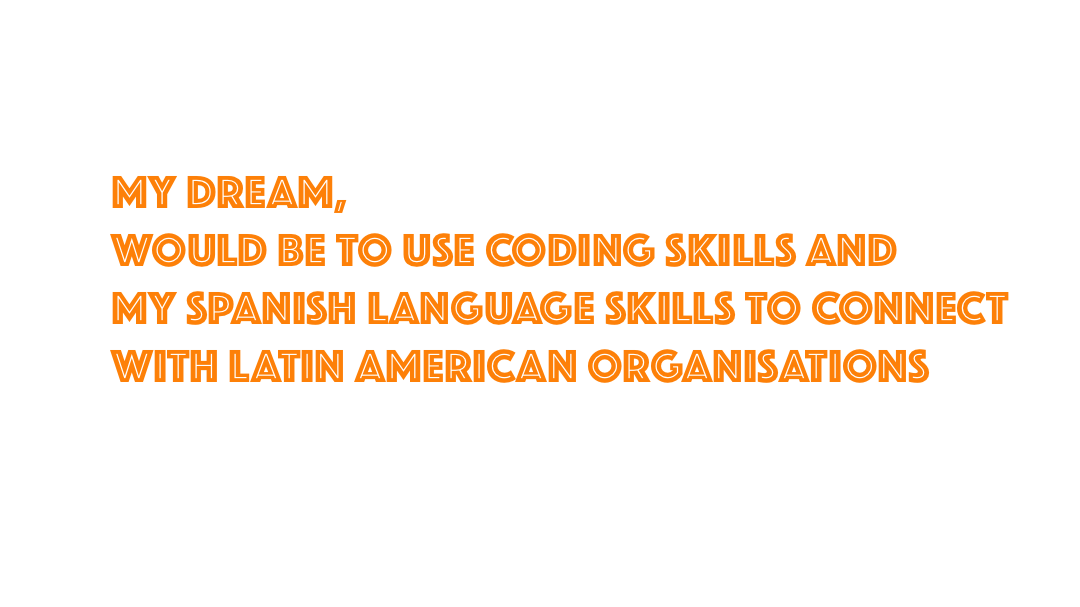 MY DREAM,
WOULD BE TO USE CODING SKILLS AND
MY SPANISH LANGUAGE SKILLS TO CONNECT
WITH LATIN AMERICAN ORGANISATIONS